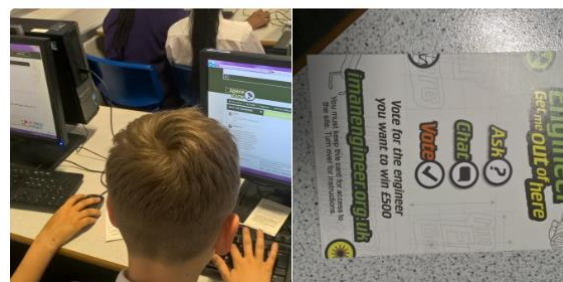 Engineer
Get me out of here
Ask ?
Chat
Vote
Vote for the engineer
you want to win £500
imanengineer.org.uk
You must keep this card for access to
the site. Turn over for instructions.